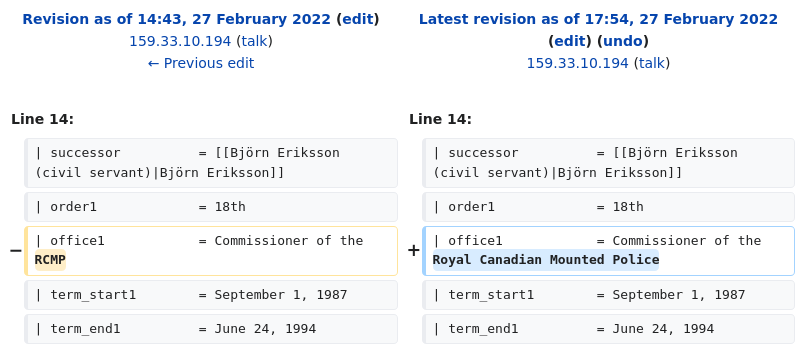 Revision as of 14:43, 27 February 2022 (edit)
159.33.10.194 (talk)
← Previous edit
Latest revision as of 17:54, 27 February 2022
(edit) (undo)
159.33.10.194 (talk)
Line 14:
Line 14:
| successor          = [[Björn Eriksson
(civil servant)|Björn Eriksson]]
| successor          = [[Björn Eriksson
(civil servant)|Björn Eriksson]]
| order1             = 18th
| order1             = 18th
− | office1            = Commissioner of the
RCMP
+ | office1            = Commissioner of the
Royal Canadian Mounted Police
| term_start1        = September 1, 1987
| term_start1        = September 1, 1987
| term_end1          = June 24, 1994
| term_end1          = June 24, 1994